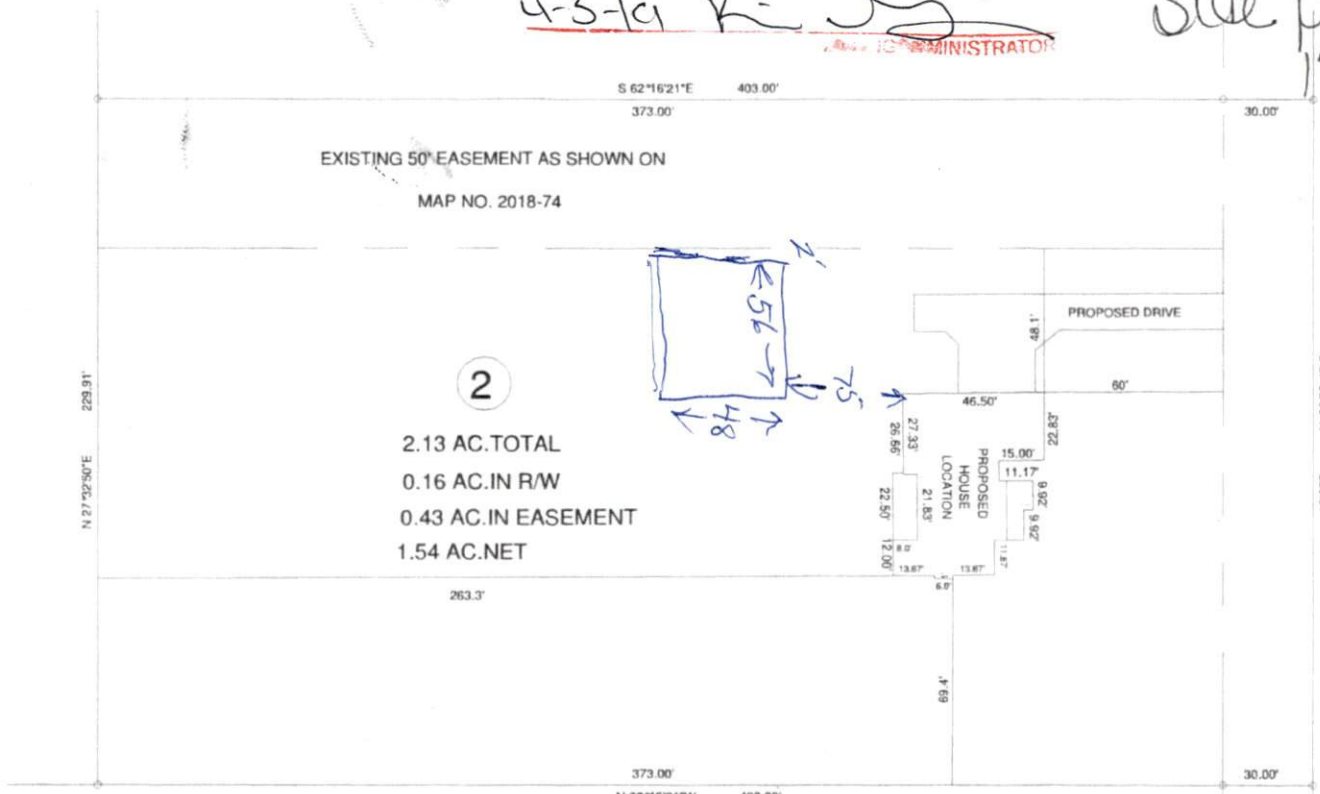 4-3-19
MINISTRATOR
S 62°16'21"E 403.00'
373.00'
30.00'
EXISTING 50' EASEMENT AS SHOWN ON
MAP NO. 2018-74
2'
←56→
PROPOSED DRIVE
48.1'
229.91'
N 27°32'50"E
2
75'
60'
46.50'
48
2.13 AC.TOTAL
0.16 AC.IN R/W
0.43 AC.IN EASEMENT
1.54 AC.NET
27.33'
26.66'
22.83'
PROPOSED
HOUSE
LOCATION
15.00'
11.17'
9.92
9.92
22.50'
21.83'
12.00'
8.0'
11.67'
13.67'
13.67'
6.0'
263.3'
69.4'
373.00'
30.00'